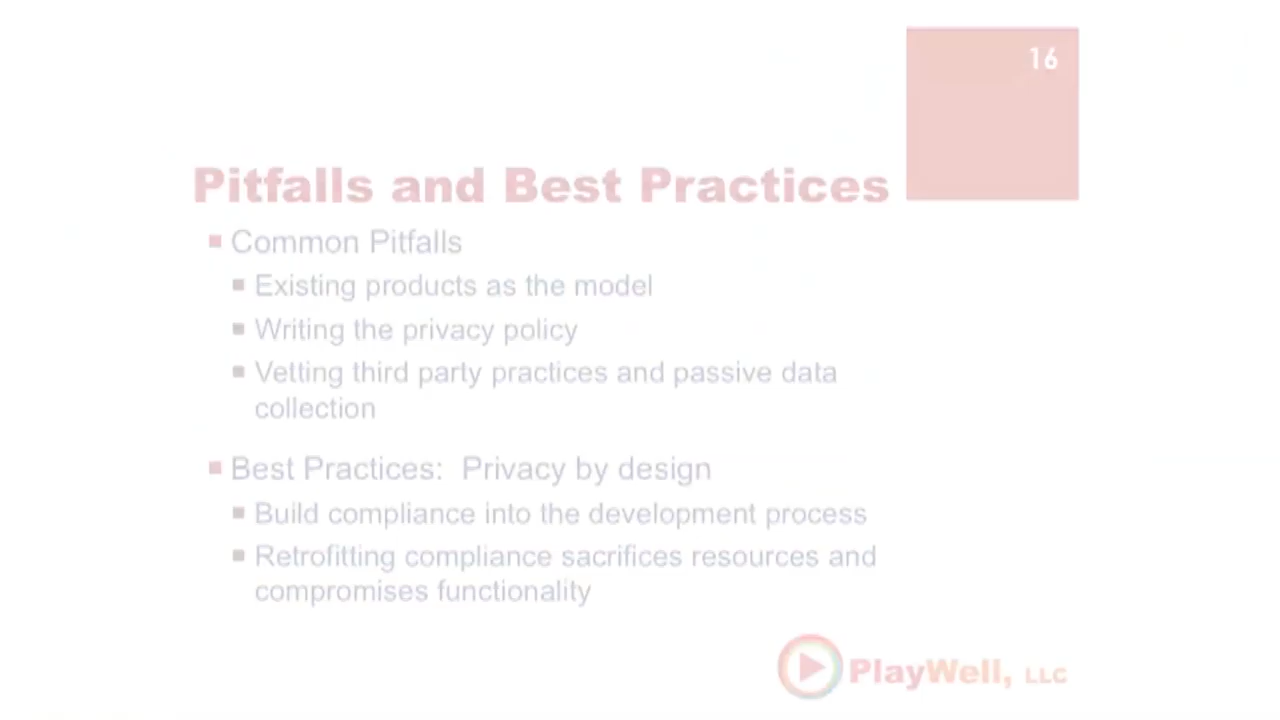 16
Pitfalls and Best Practices
Common Pitfalls
Existing products as the model
Writing the privacy policy
Vetting third party practices and passive data
collection
Best Practices:  Privacy by design
Build compliance into the development process
Retrofitting compliance sacrifices resources and
compromises functionality
PlayWell, LLC